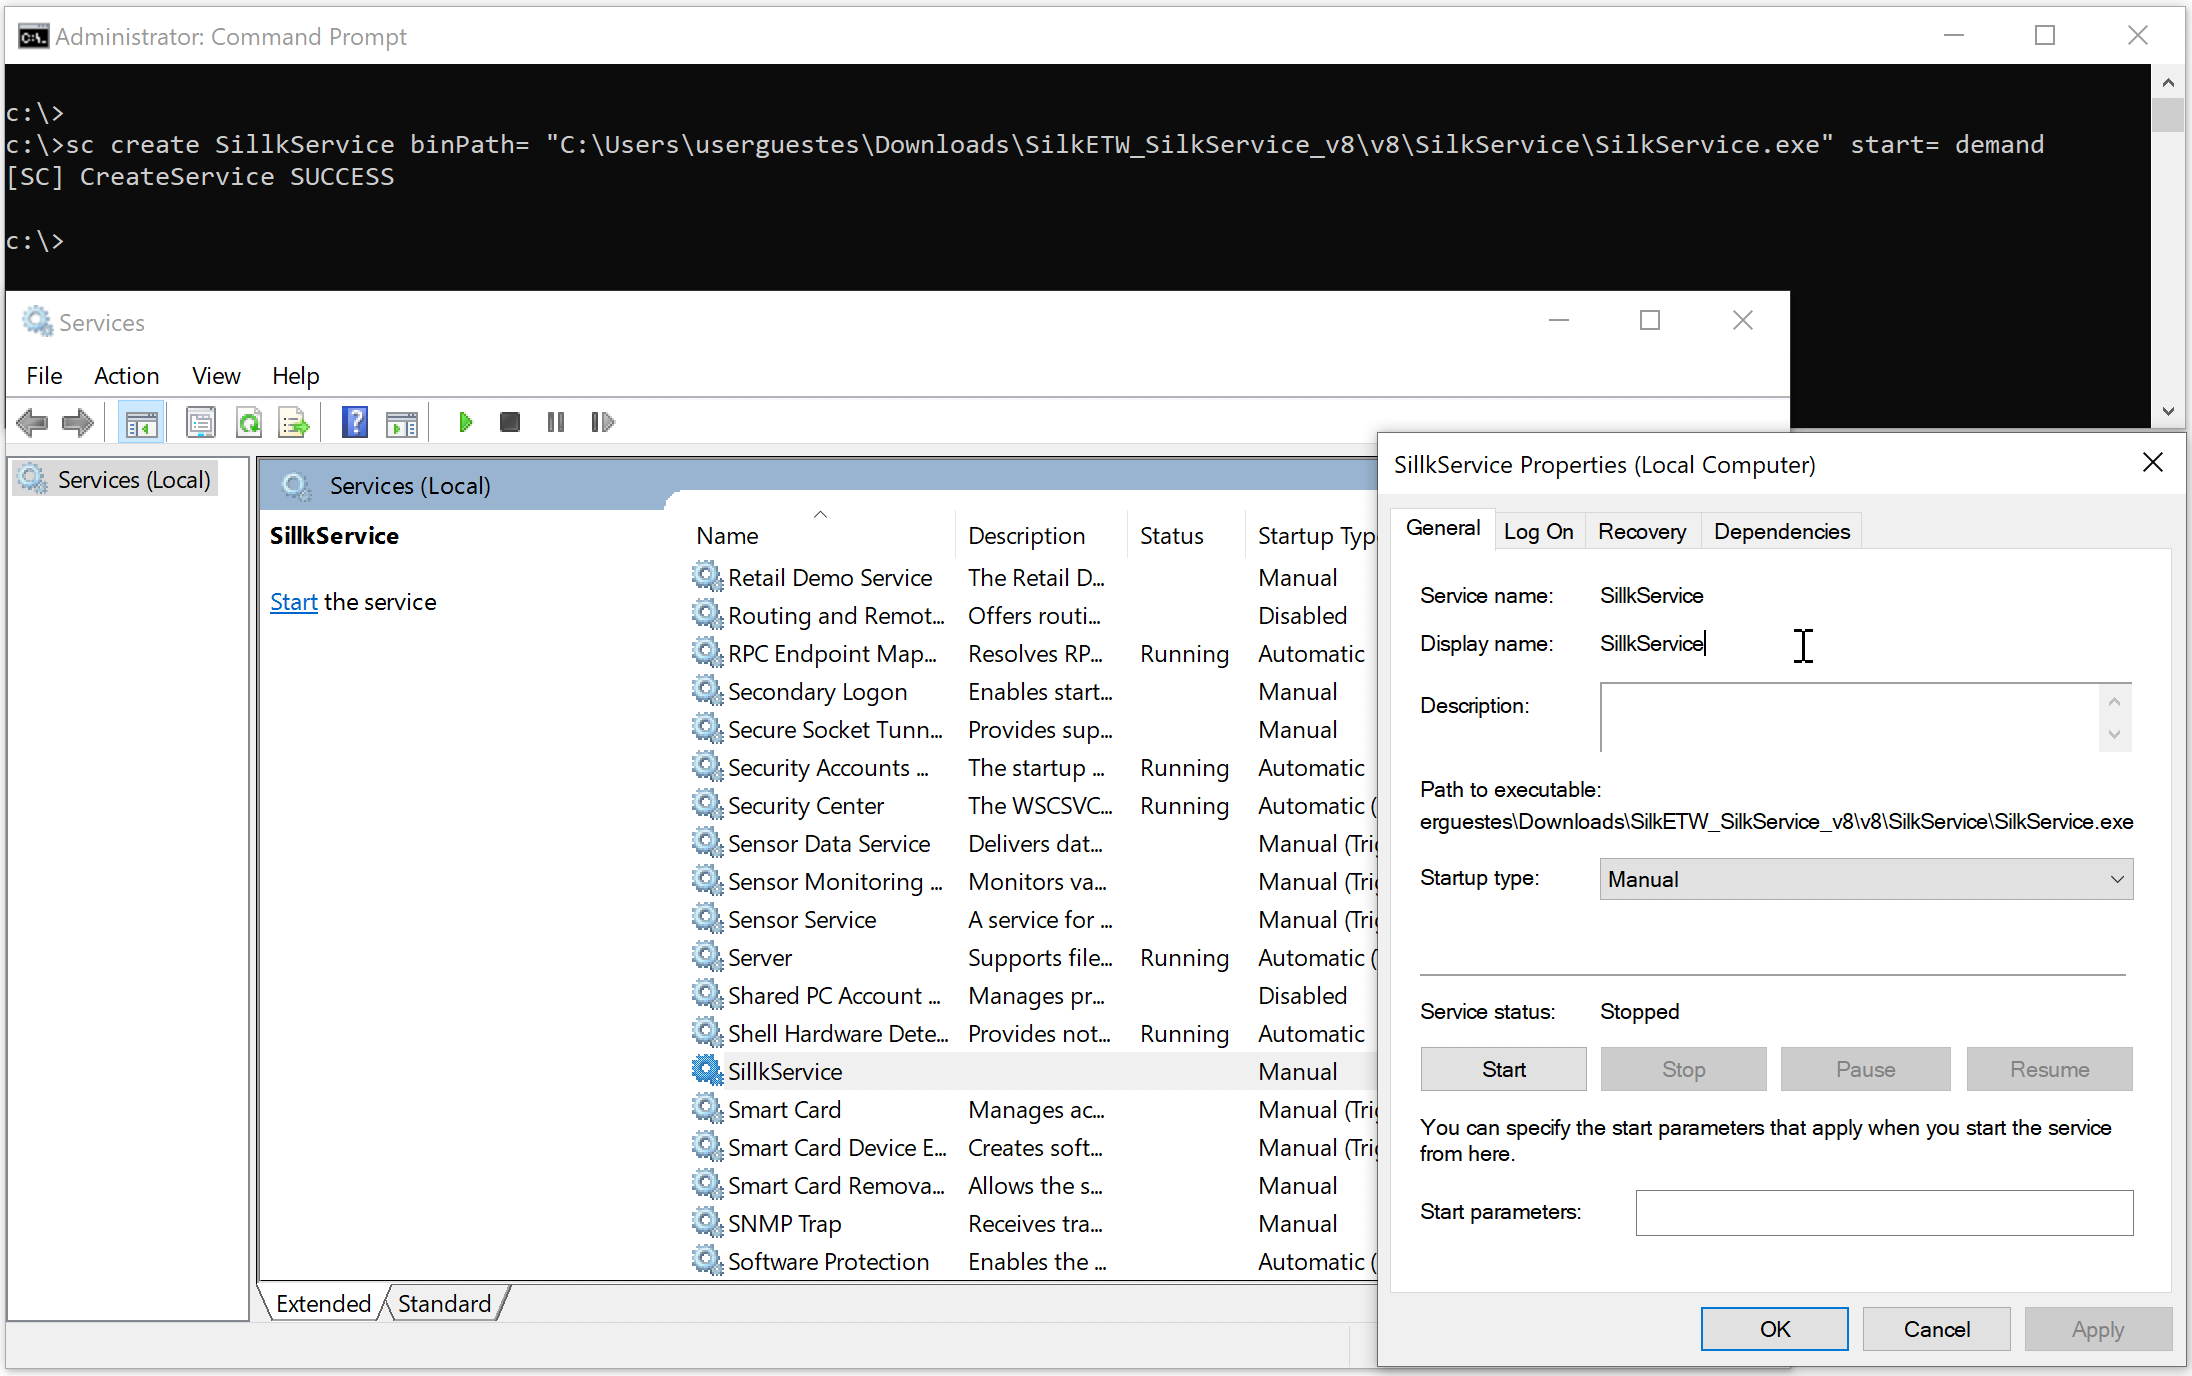 Administrator: Command Prompt
c:\>
c:\>sc create SillkService binPath= "C:\Users\userguestes\Downloads\SilkETW_SilkService_v8\v8\SilkService\SilkService.exe" start= demand
[SC] CreateService SUCCESS
c:\>
Services
File Action View Help
Services (Local)
Services (Local)
SillkService
Start the service
Name Description Status Startup Typ
Retail Demo Service The Retail D... Manual
Routing and Remot... Offers routi... Disabled
RPC Endpoint Map... Resolves RP... Running Automatic
Secondary Logon Enables start... Manual
Secure Socket Tunn... Provides sup... Manual
Security Accounts ... The startup ... Running Automatic
Security Center The WSCSVC... Running Automatic (
Sensor Data Service Delivers dat... Manual (Trig
Sensor Monitoring ... Monitors va... Manual (Trig
Sensor Service A service for ... Manual (Trig
Server Supports file... Running Automatic (
Shared PC Account ... Manages pr... Disabled
Shell Hardware Dete... Provides not... Running Automatic
SillkService Manual
Smart Card Manages ac... Manual (Trig
Smart Card Device E... Creates soft... Manual (Trig
Smart Card Remova... Allows the s... Manual
SNMP Trap Receives tra... Manual
Software Protection Enables the ... Automatic (
Extended Standard
SillkService Properties (Local Computer)
General Log On Recovery Dependencies
Service name: SillkService
Display name: SillkService
Description:
Path to executable:
erguestes\Downloads\SilkETW_SilkService_v8\v8\SilkService\SilkService.exe
Startup type: Manual
Service status: Stopped
Start Stop Pause Resume
You can specify the start parameters that apply when you start the service
from here.
Start parameters:
OK Cancel Apply